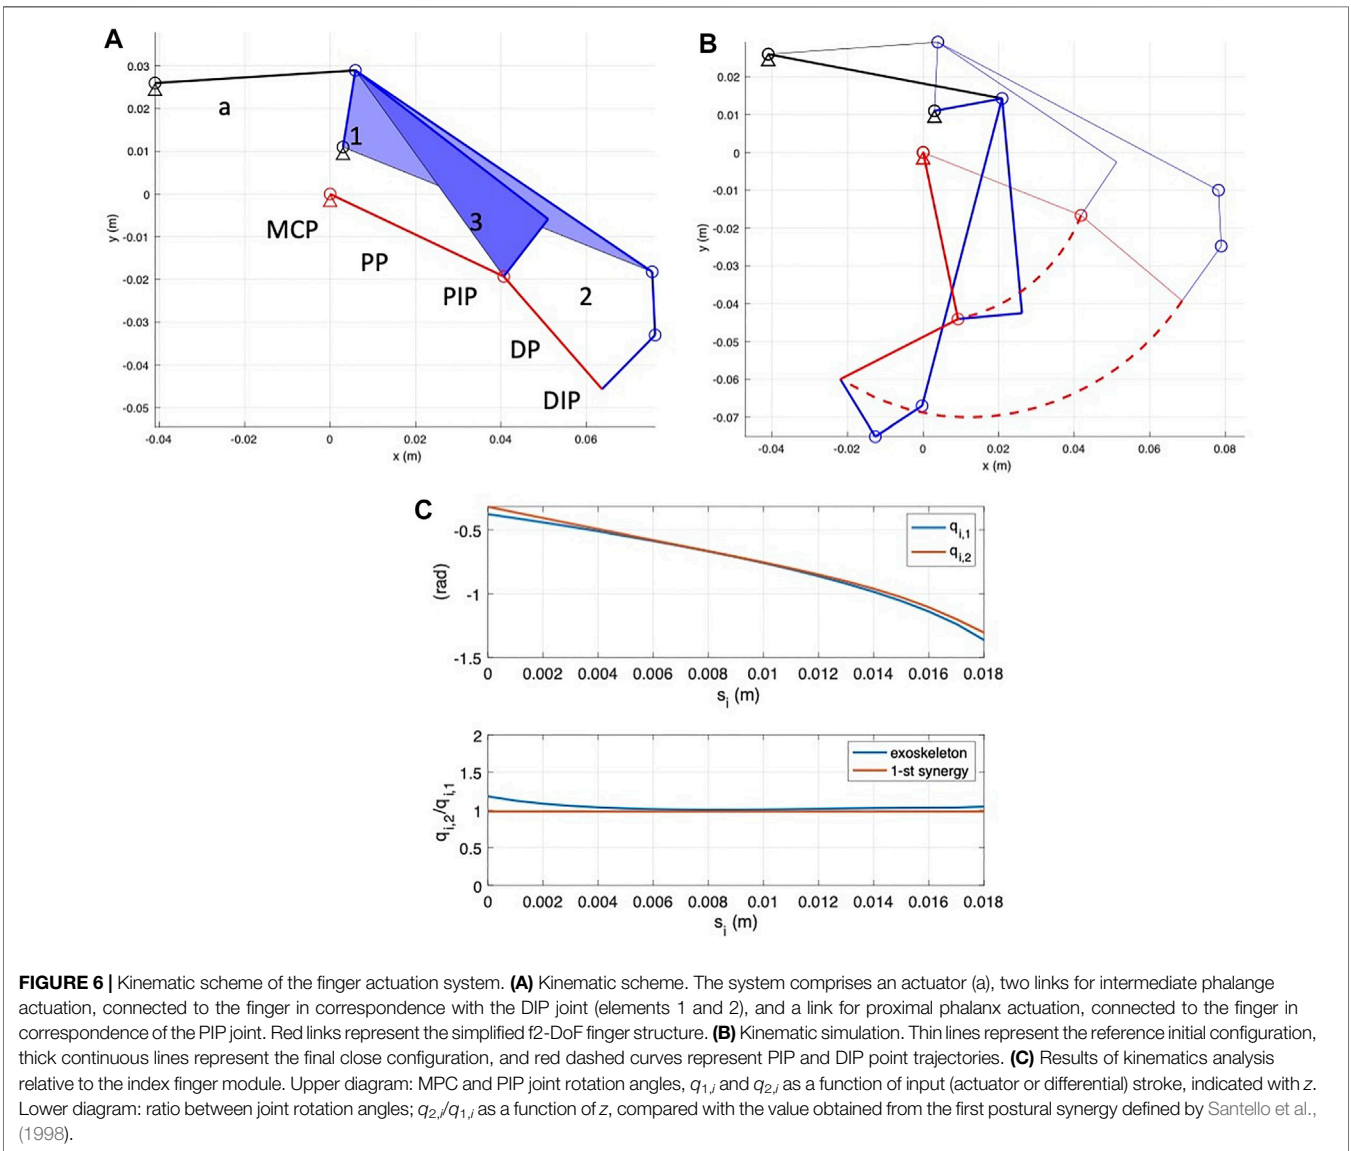 A
0.03
0.02
0.01
0
-0.01
-0.02
-0.03
-0.04
-0.05
y (m)
-0.04
-0.02
0
0.02
0.04
0.06
x (m)
a
1
3
2
MCP
PP
PIP
DP
DIP
B
0.02
0.01
0
-0.01
-0.02
-0.03
-0.04
-0.05
-0.06
-0.07
y (m)
-0.04
-0.02
0
0.02
0.04
0.06
0.08
x (m)
C
-0.5
-1
-1.5
(rad)
q i,1
q i,2
0 0.002 0.004 0.006 0.008 0.01 0.012 0.014 0.016 0.018
s i (m)
2
1.5
1
0.5
0
q i,2/q i,1
exoskeleton
1-st synergy
0 0.002 0.004 0.006 0.008 0.01 0.012 0.014 0.016 0.018
s i (m)
FIGURE 6 | Kinematic scheme of the finger actuation system. (A) Kinematic scheme. The system comprises an actuator (a), two links for intermediate phalange
actuation, connected to the finger in correspondence with the DIP joint (elements 1 and 2), and a link for proximal phalanx actuation, connected to the finger in
correspondence of the PIP joint. Red links represent the simplified f2-DoF finger structure. (B) Kinematic simulation. Thin lines represent the reference initial configuration,
thick continuous lines represent the final close configuration, and red dashed curves represent PIP and DIP point trajectories. (C) Results of kinematics analysis
relative to the index finger module. Upper diagram: MPC and PIP joint rotation angles, q1,i and q2,i as a function of input (actuator or differential) stroke, indicated with z.
Lower diagram: ratio between joint rotation angles; q2,i/q1,i as a function of z, compared with the value obtained from the first postural synergy defined by Santello et al.,
(1998).